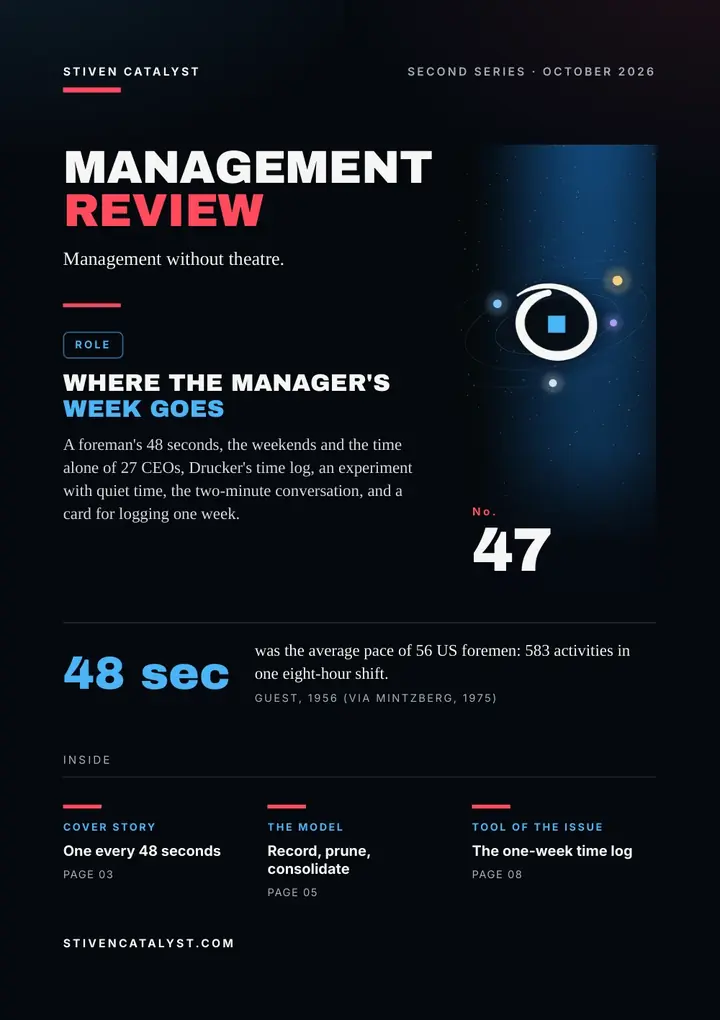 STIVEN CATALYST
SECOND SERIES · OCTOBER 2026
MANAGEMENT
REVIEW
Management without theatre.
ROLE
WHERE THE MANAGER'S
WEEK GOES
A foreman's 48 seconds, the weekends and the time
alone of 27 CEOs, Drucker's time log, an experiment
with quiet time, the two-minute conversation, and a
card for logging one week.
No.
47
48 sec
was the average pace of 56 US foremen: 583 activities in
one eight-hour shift.
GUEST, 1956 (VIA MINTZBERG, 1975)
INSIDE
COVER STORY
One every 48 seconds
PAGE 03
THE MODEL
Record, prune,
consolidate
PAGE 05
TOOL OF THE ISSUE
The one-week time log
PAGE 08
STIVENCATALYST.COM